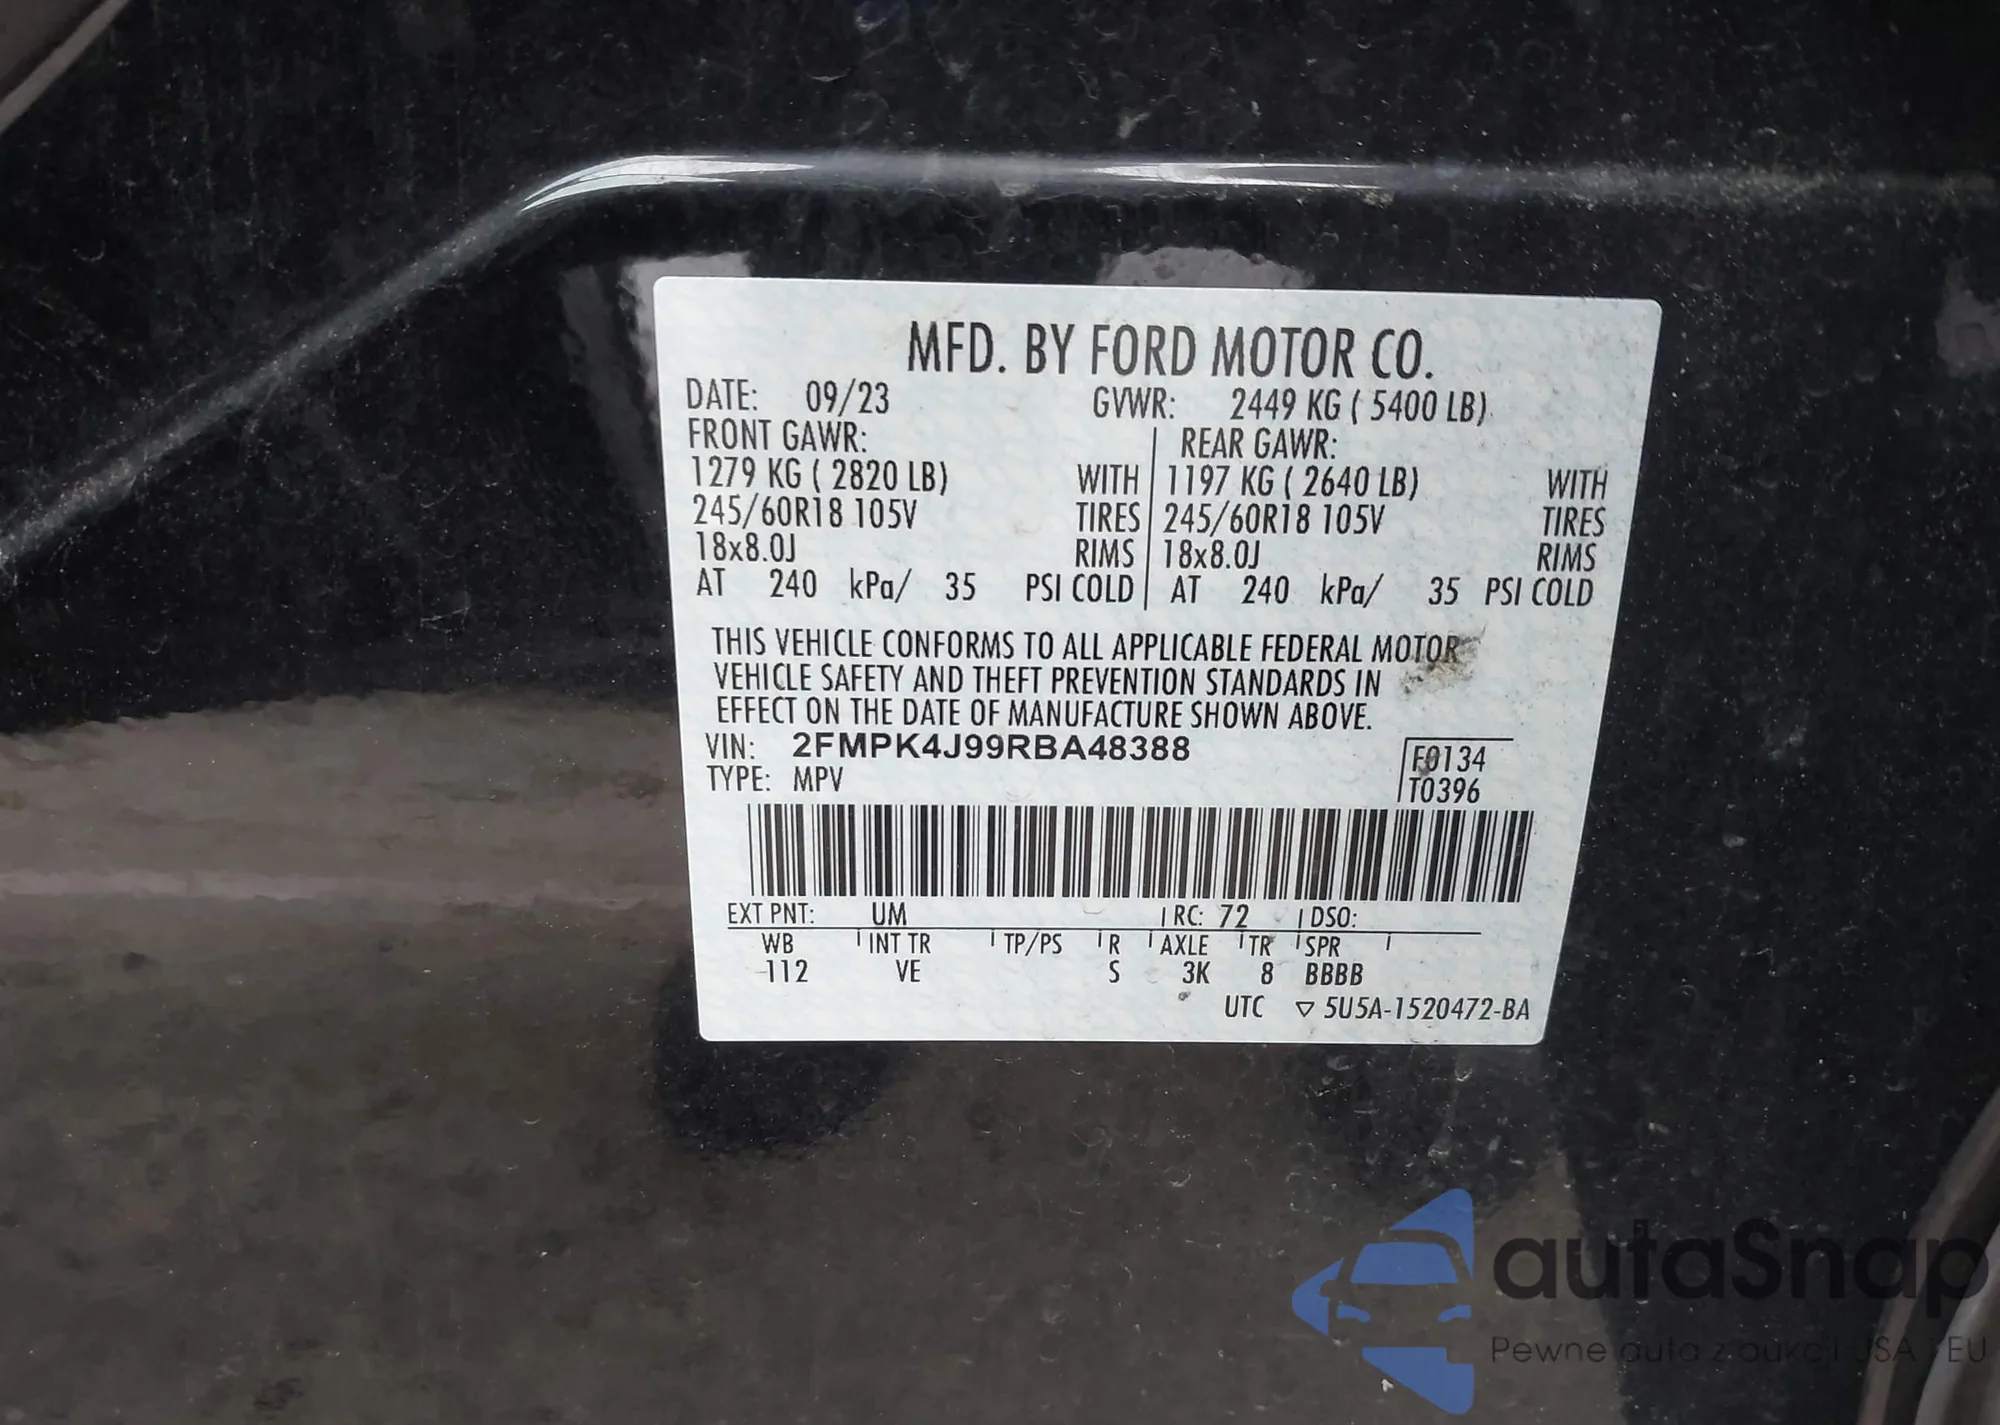 MFD. BY FORD MOTOR CO.
DATE: 09/23 GVWR: 2449 KG ( 5400 LB)
FRONT GAWR: REAR GAWR:
1279 KG ( 2820 LB) WITH 1197 KG ( 2640 LB) WITH
245/60R18 105V TIRES 245/60R18 105V TIRES
18x8.0J RIMS 18x8.0J RIMS
AT 240 kPa/ 35 PSI COLD AT 240 kPa/ 35 PSI COLD
THIS VEHICLE CONFORMS TO ALL APPLICABLE FEDERAL MOTOR
VEHICLE SAFETY AND THEFT PREVENTION STANDARDS IN
EFFECT ON THE DATE OF MANUFACTURE SHOWN ABOVE.
VIN: 2FMPK4J99RBA48388
F0134
TYPE: MPV
T0396
EXT PNT: UM RC: 72 DSO:
WB INT TR TP/PS R AXLE TR SPR
112 VE S 3K 8 BBBB
UTC ▽ 5U5A-1520472-BA
autaSnap
Pewne auta z aukcji USA i EU